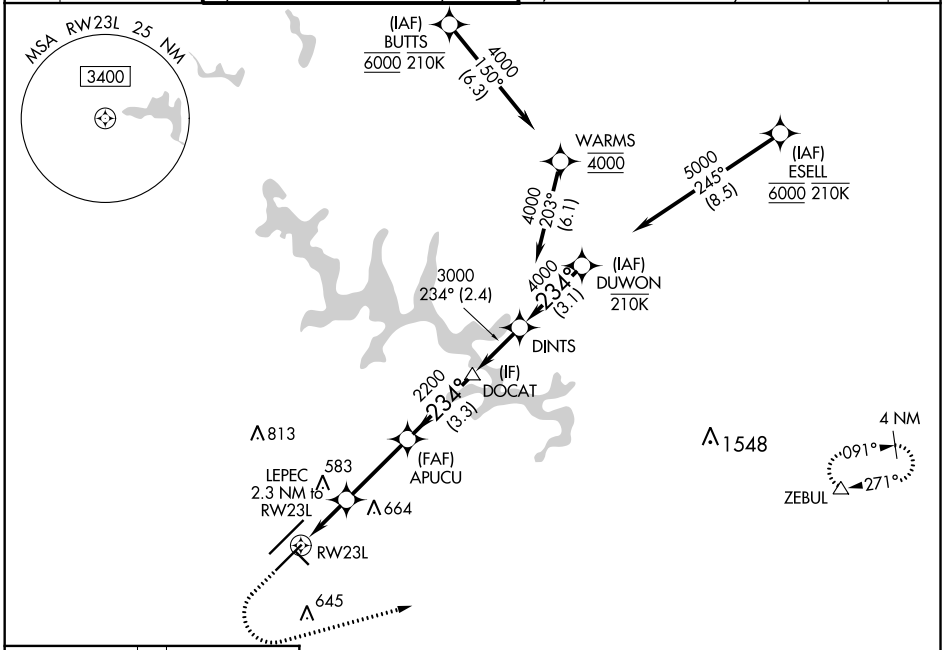 MSA RW23L 25 NM
3400
(IAF)
BUTTS
6000 210K
4000
150°
(6.3)
WARMS
4000
5000
245°
(8.5)
(IAF)
ESELL
6000 210K
4000
203°
(6.1)
3000
234° (2.4)
4000
234°
(3.1)
(IAF)
DUWON
210K
DINTS
(IF)
DOCAT
2200
234°
(3.3)
813
(FAF)
APUCU
1548
4 NM
091°
271°
ZEBUL
LEPEC
2.3 NM to
RW23L
583
664
RW23L
645